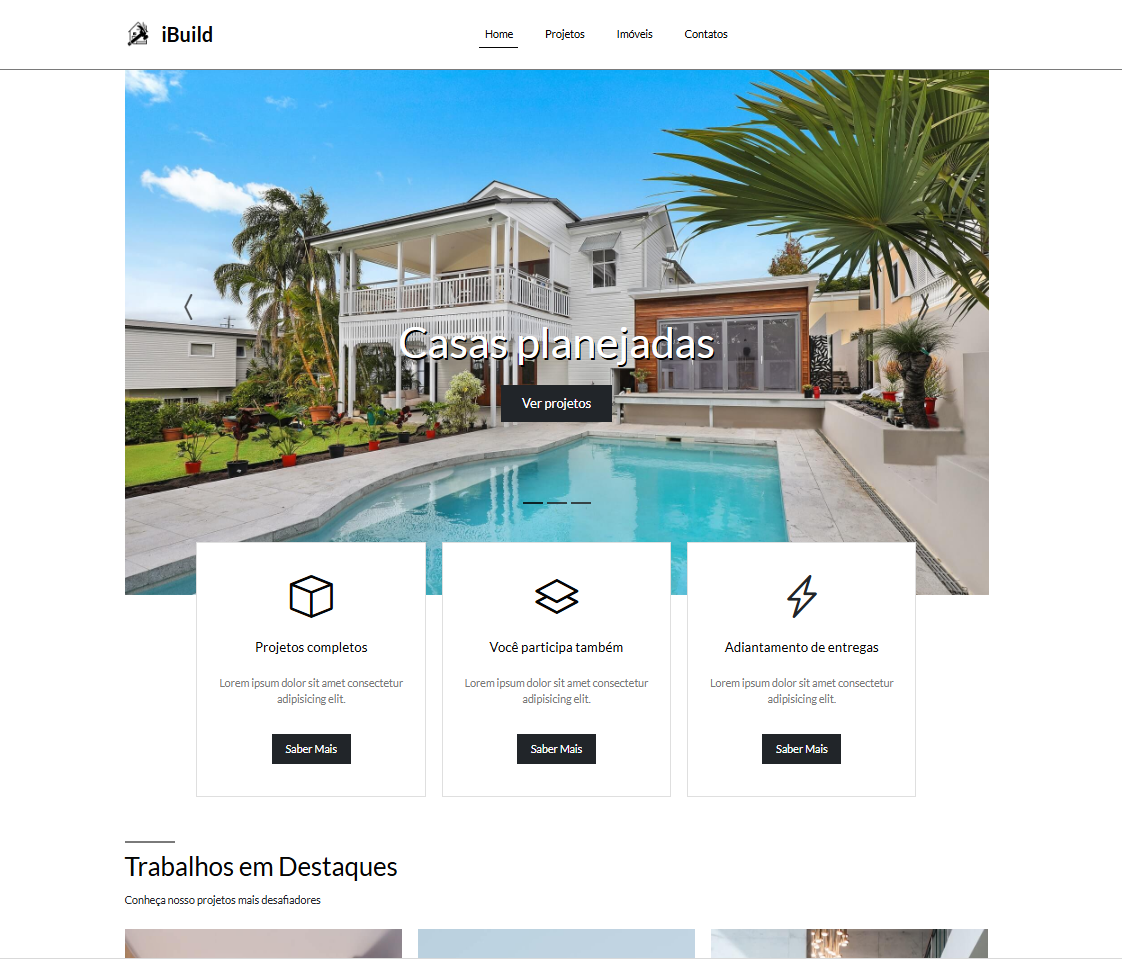 iBuild
Home Projetos Imóveis Contatos
Casas planejadas
Ver projetos
Projetos completos
Lorem ipsum dolor sit amet consectetur
adipisicing elit.
Saber Mais
Você participa também
Lorem ipsum dolor sit amet consectetur
adipisicing elit.
Saber Mais
Adiantamento de entregas
Lorem ipsum dolor sit amet consectetur
adipisicing elit.
Saber Mais
Trabalhos em Destaques
Conheça nosso projetos mais desafiadores